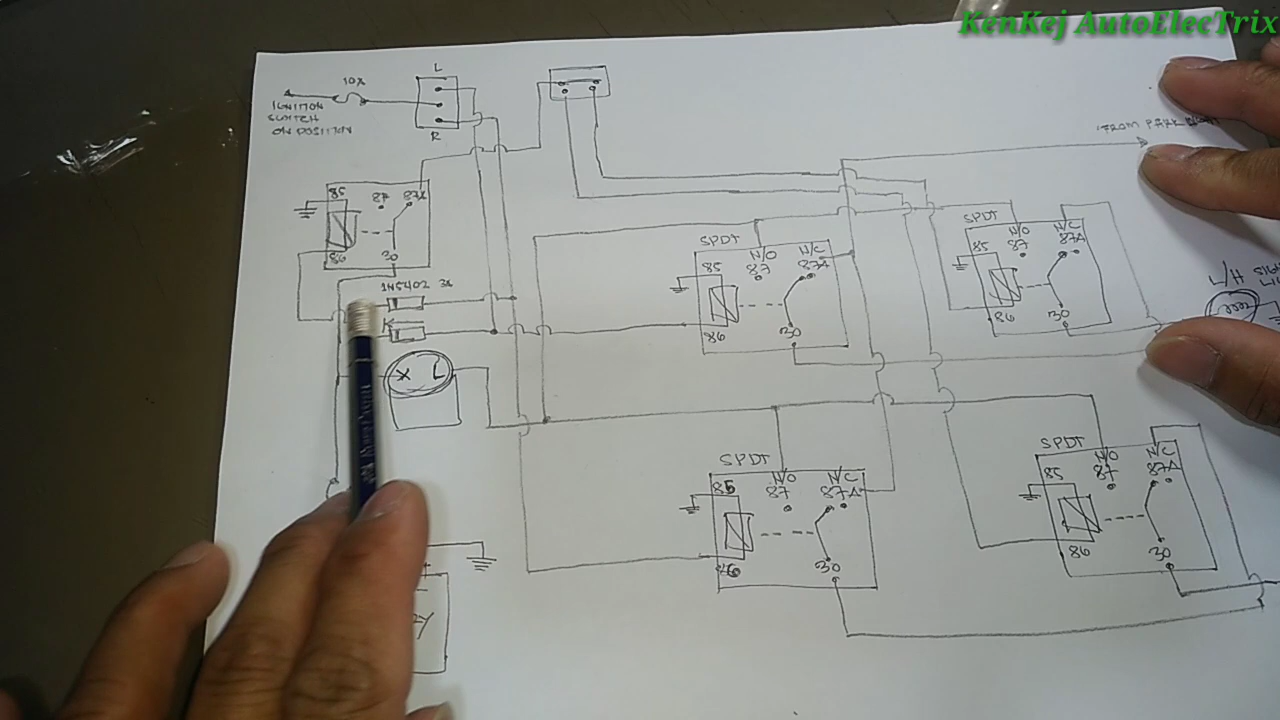 KenKej AutoElecTrix
L
10A
IGNITION
SWITCH
ON POSITION
R
"FROM PARK
85
87
87A
86
30
1N5402 3A
X L
SPDT
N/O
N/C
85
87
87A
86
30
SPDT
N/O
N/C
85
87
87A
86
30
L/H
SPDT
N/O
N/C
85
87
87A
86
30
SPDT
N/O
N/C
85
87
87A
86
30
+